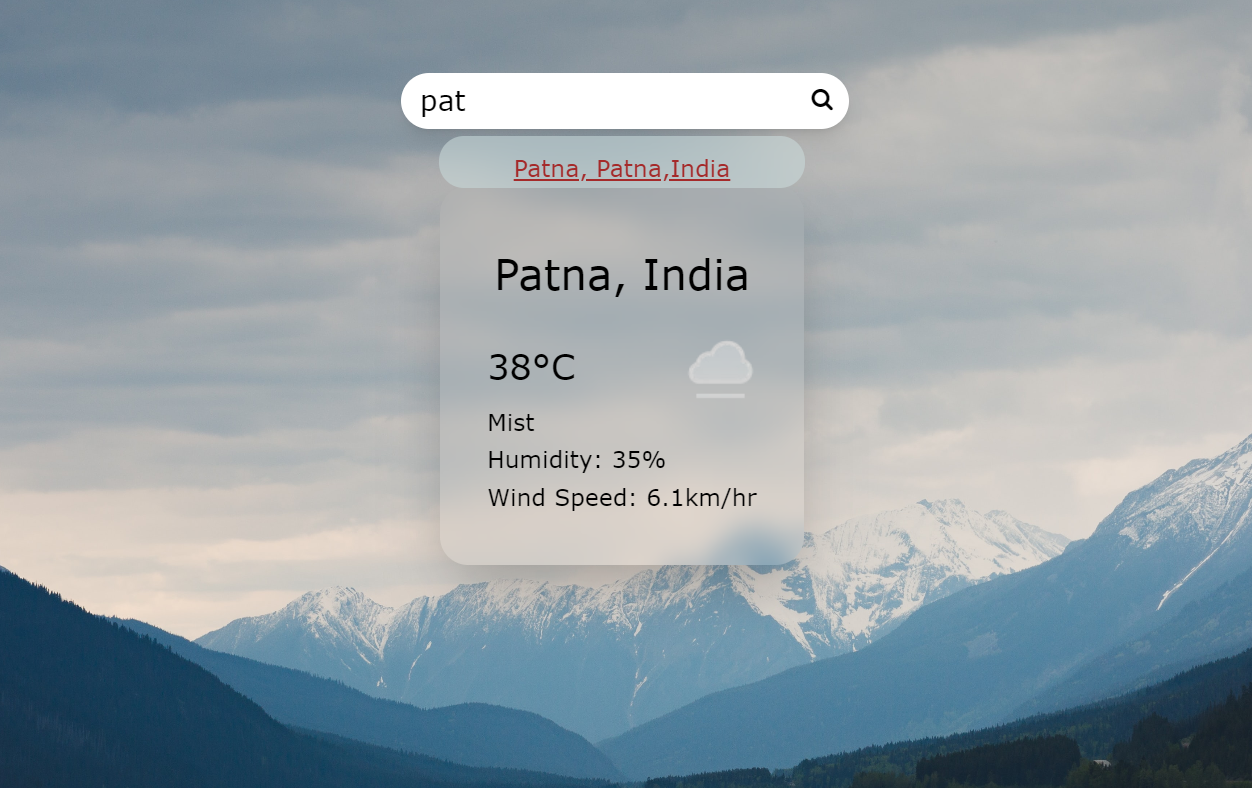 pat
Patna, Patna,India
Patna, India
38°C
Mist
Humidity: 35%
Wind Speed: 6.1km/hr